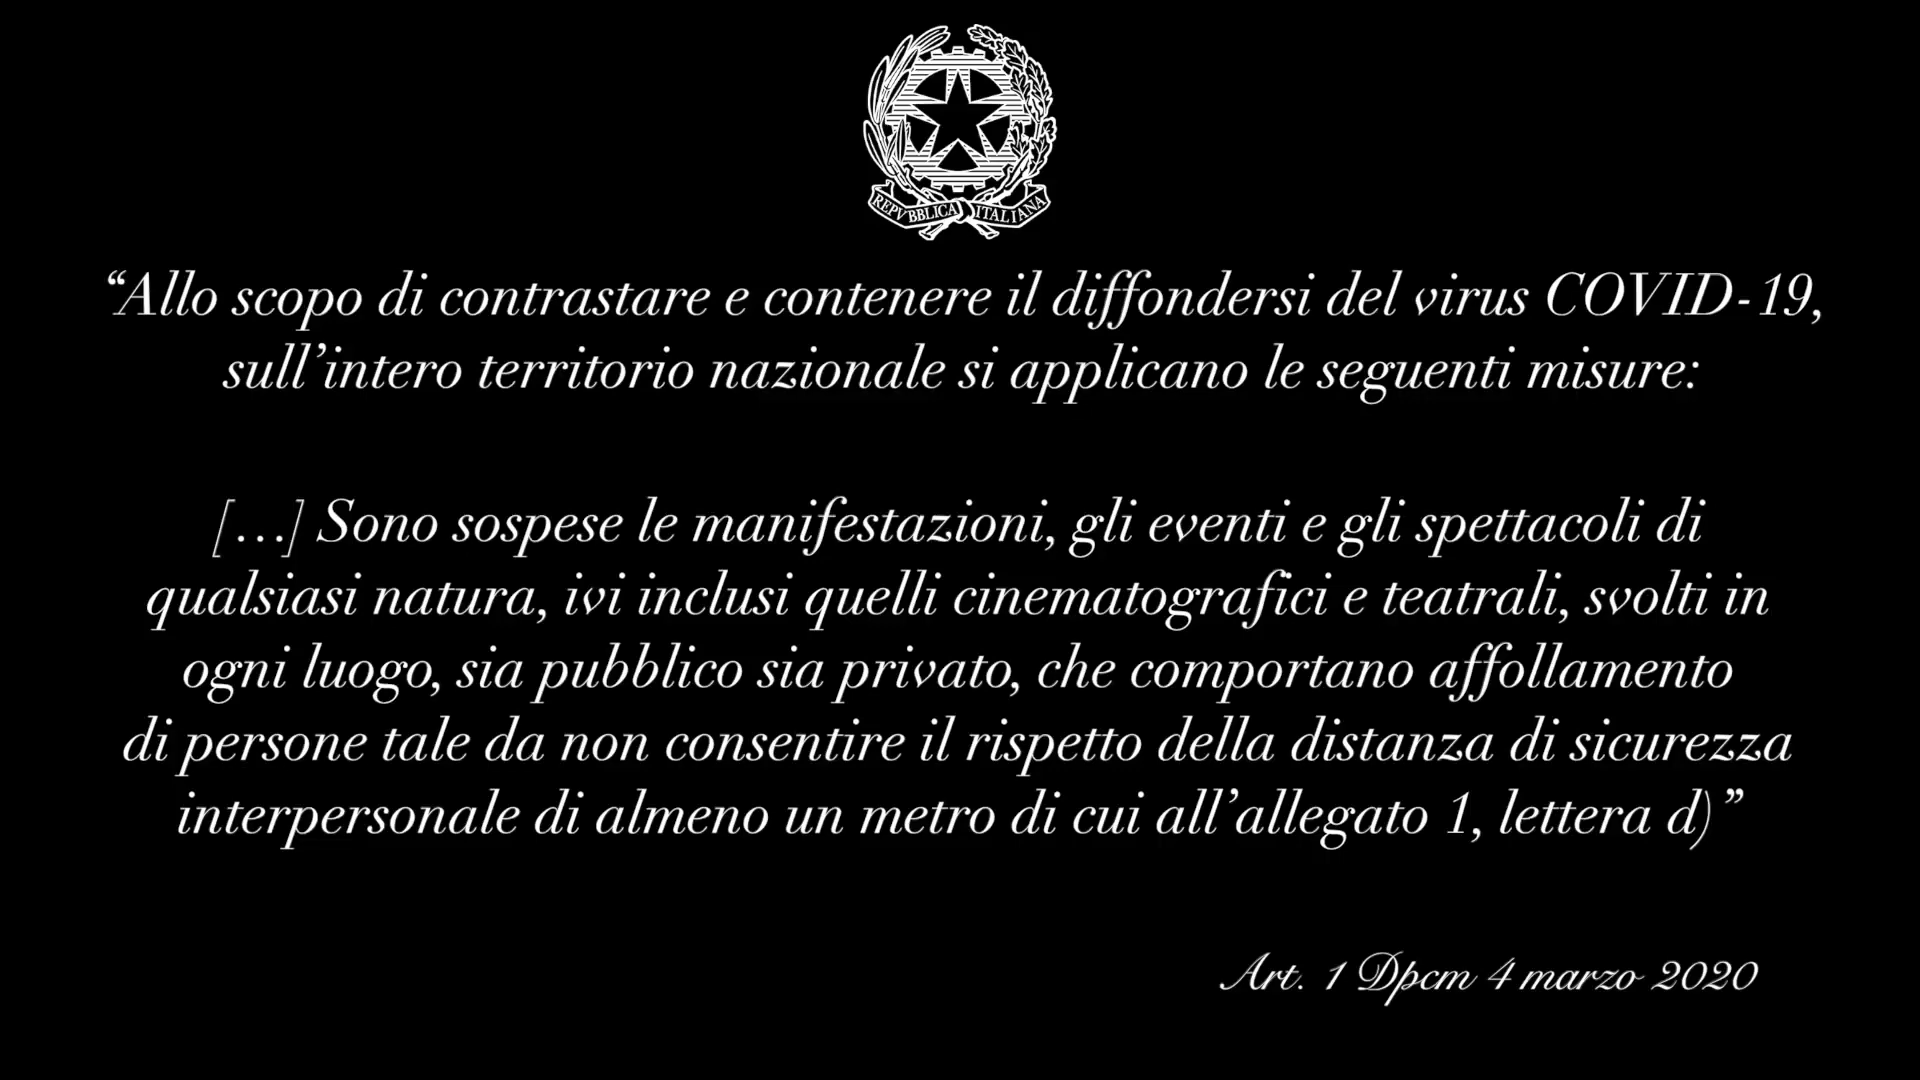 REPVBBLICA ITALIANA
“Allo scopo di contrastare e contenere il diffondersi del virus COVID-19,
sull’intero territorio nazionale si applicano le seguenti misure:
[…] Sono sospese le manifestazioni, gli eventi e gli spettacoli di
qualsiasi natura, ivi inclusi quelli cinematografici e teatrali, svolti in
ogni luogo, sia pubblico sia privato, che comportano affollamento
di persone tale da non consentire il rispetto della distanza di sicurezza
interpersonale di almeno un metro di cui all’allegato 1, lettera d)”
Art. 1 Dpcm 4 marzo 2020